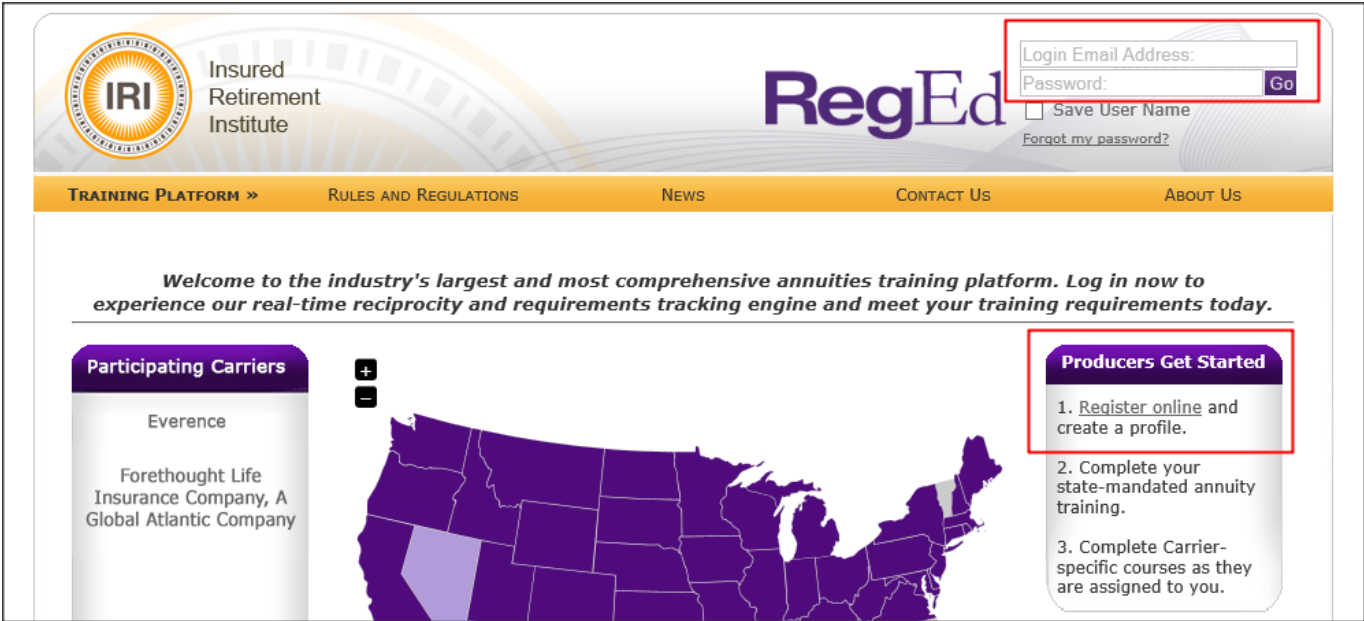 IRI
Insured
Retirement
Institute
RegEd
Login Email Address:
Password:
Go
Save User Name
Forgot my password?
TRAINING PLATFORM »
RULES AND REGULATIONS
NEWS
CONTACT US
ABOUT US
Welcome to the industry's largest and most comprehensive annuities training platform. Log in now to
experience our real-time reciprocity and requirements tracking engine and meet your training requirements today.
Participating Carriers
Everence
Forethought Life
Insurance Company, A
Global Atlantic Company
+
−
Producers Get Started
1. Register online and
create a profile.
2. Complete your
state-mandated annuity
training.
3. Complete Carrier-
specific courses as they
are assigned to you.